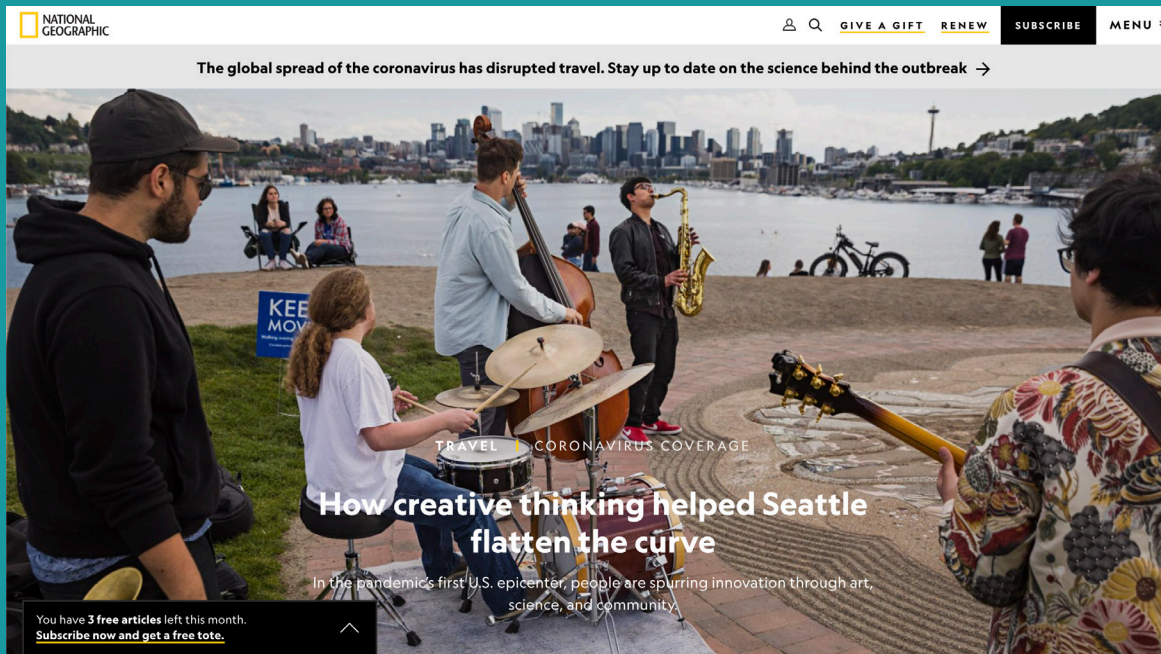 NATIONAL
GEOGRAPHIC
GIVE A GIFT
RENEW
SUBSCRIBE
MENU
The global spread of the coronavirus has disrupted travel. Stay up to date on the science behind the outbreak →
KEE
MOV
TRAVEL | CORONAVIRUS COVERAGE
How creative thinking helped Seattle
flatten the curve
In the pandemic's first U.S. epicenter, people are spurring innovation through art,
science, and community.
You have 3 free articles left this month.
Subscribe now and get a free tote.